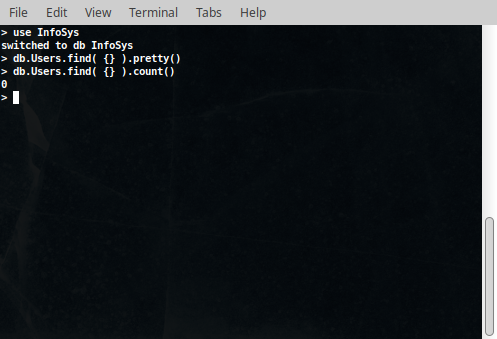 File Edit View Terminal Tabs Help
> use InfoSys
switched to db InfoSys
> db.Users.find( {} ).pretty()
> db.Users.find( {} ).count()
0
>